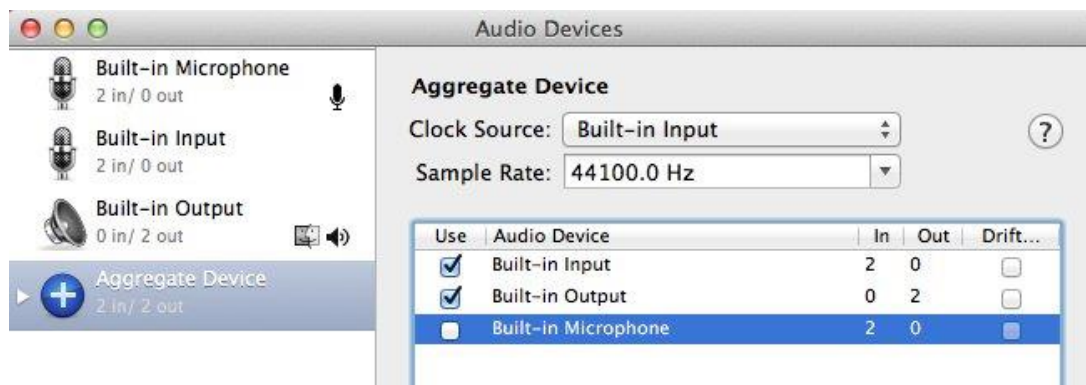 Audio Devices
Built-in Microphone
2 in/ 0 out
Built-in Input
2 in/ 0 out
Built-in Output
0 in/ 2 out
Aggregate Device
2 in/ 2 out
Aggregate Device
Clock Source: Built-in Input
?
Sample Rate: 44100.0 Hz
Use Audio Device In Out Drift...
Built-in Input 2 0
Built-in Output 0 2
Built-in Microphone 2 0